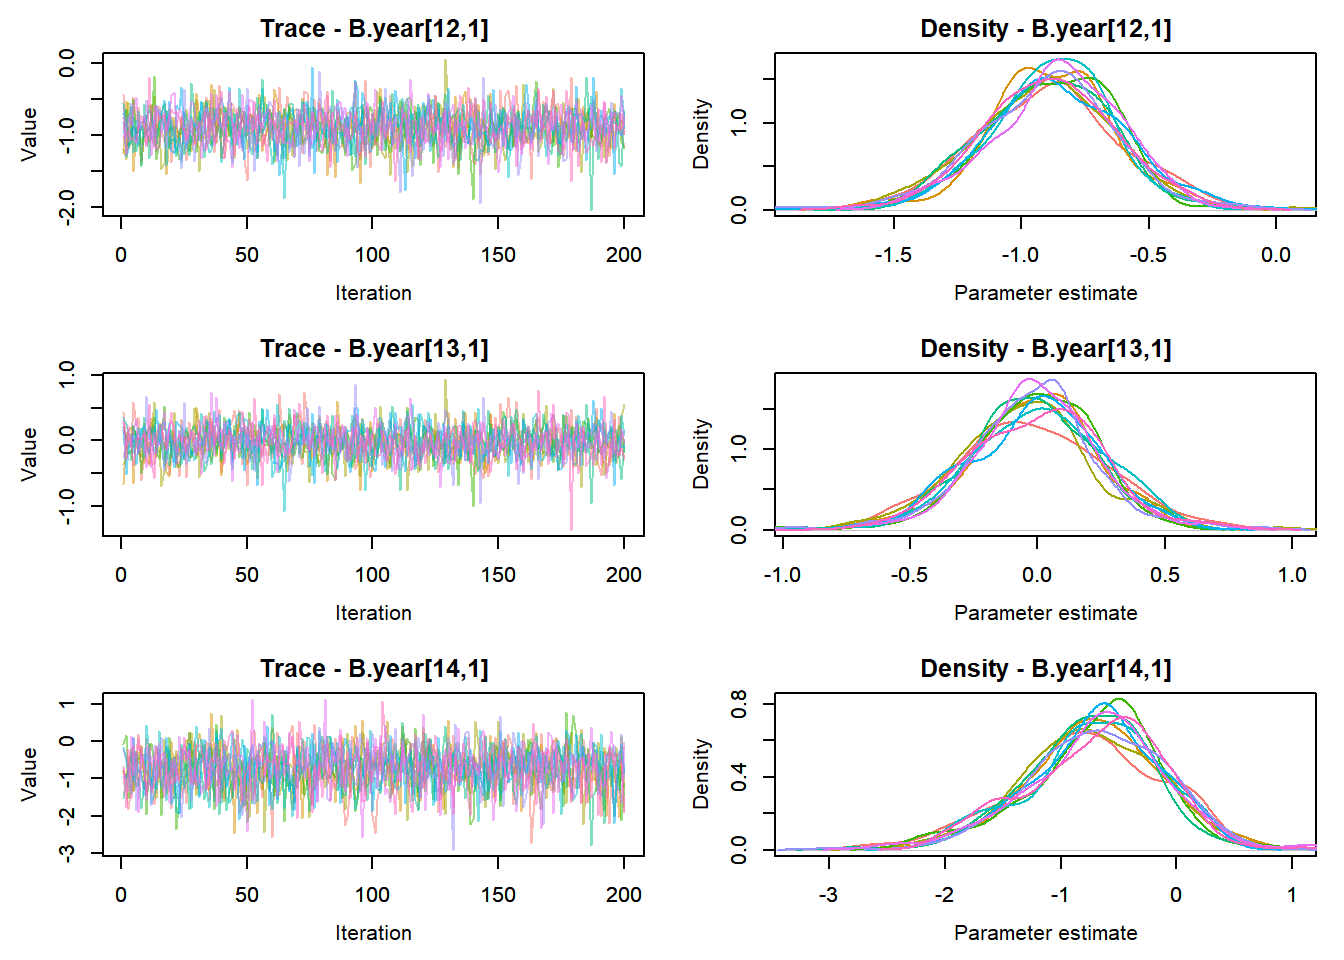 Trace - B.year[12,1]
Value
0.0
-1.0
-2.0
0 50 100 150 200
Iteration
Density - B.year[12,1]
Density
1.0
0.0
-1.5 -1.0 -0.5 0.0
Parameter estimate
Trace - B.year[13,1]
Value
1.0
0.0
-1.0
0 50 100 150 200
Iteration
Density - B.year[13,1]
Density
1.0
0.0
-1.0 -0.5 0.0 0.5 1.0
Parameter estimate
Trace - B.year[14,1]
Value
1
0
-1
-2
-3
0 50 100 150 200
Iteration
Density - B.year[14,1]
Density
0.8
0.4
0.0
-3 -2 -1 0 1
Parameter estimate